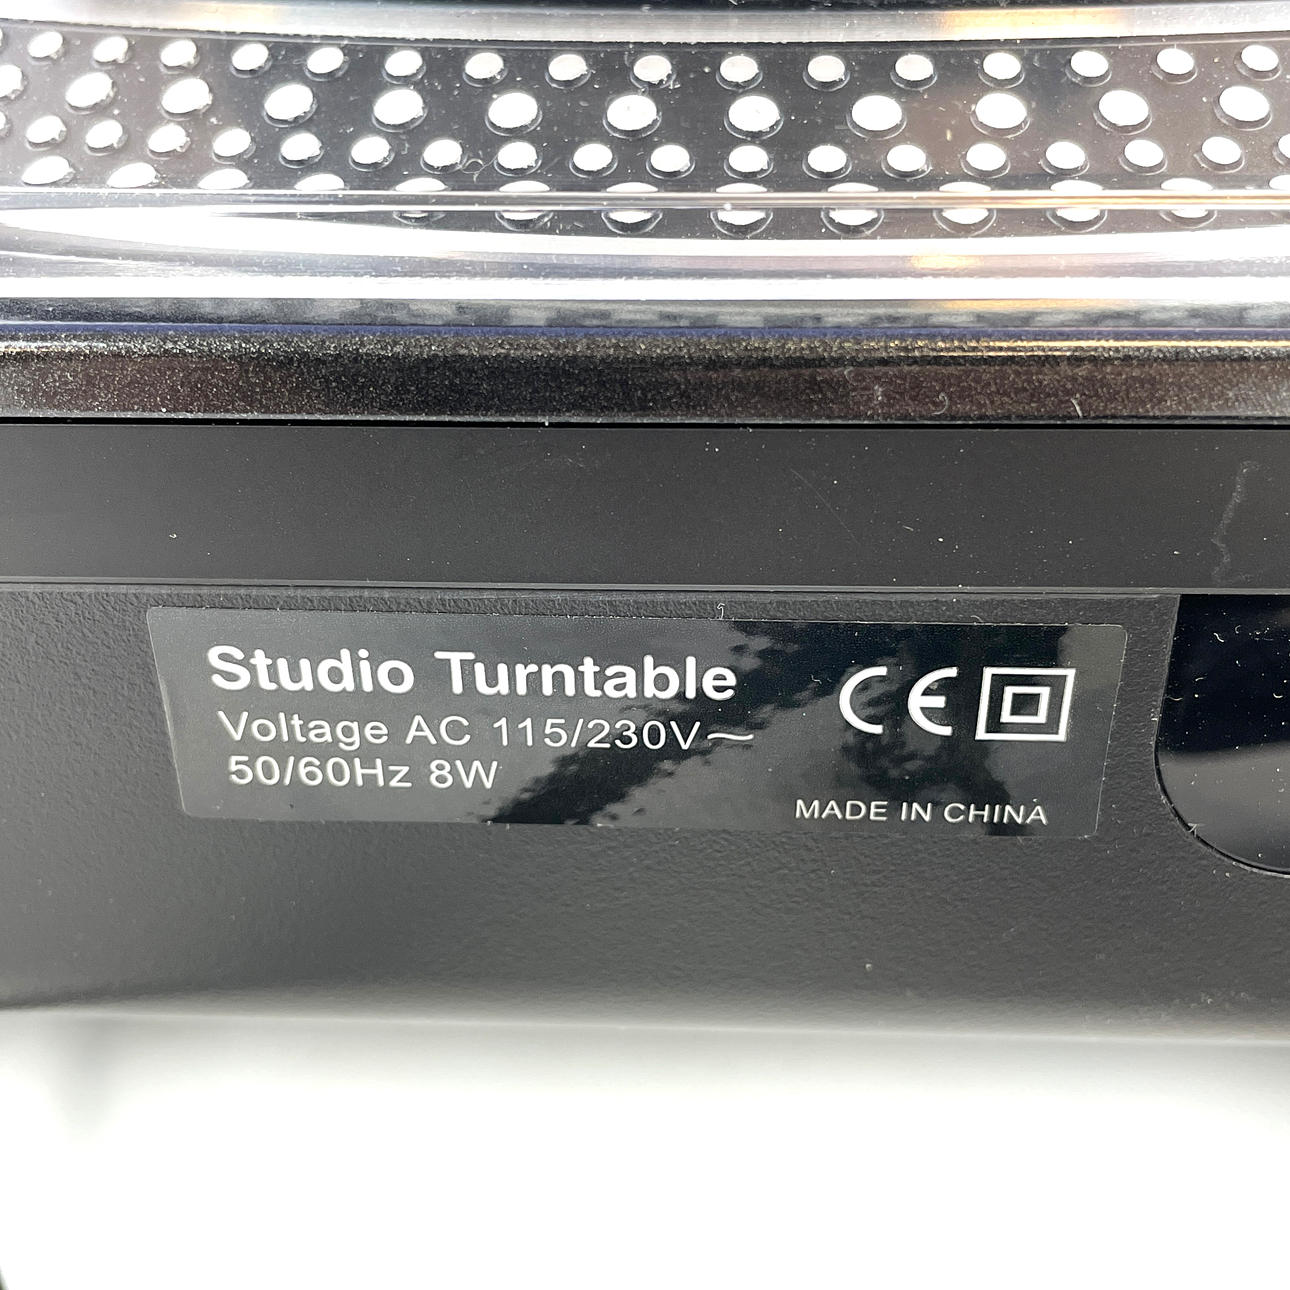 Studio Turntable
Voltage AC 115/230V~
50/60Hz 8W
CE
MADE IN CHINA